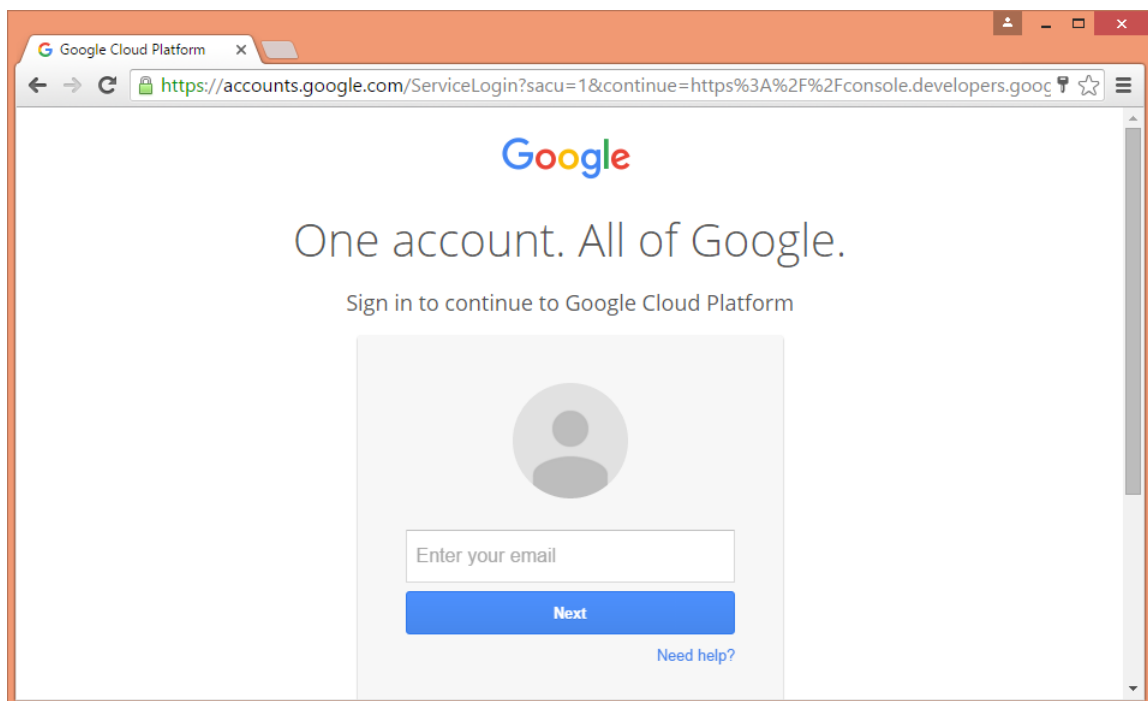 Google Cloud Platform
https://accounts.google.com/ServiceLogin?sacu=1&continue=https%3A%2F%2Fconsole.developers.goog
Google
One account. All of Google.
Sign in to continue to Google Cloud Platform
Enter your email
Next
Need help?